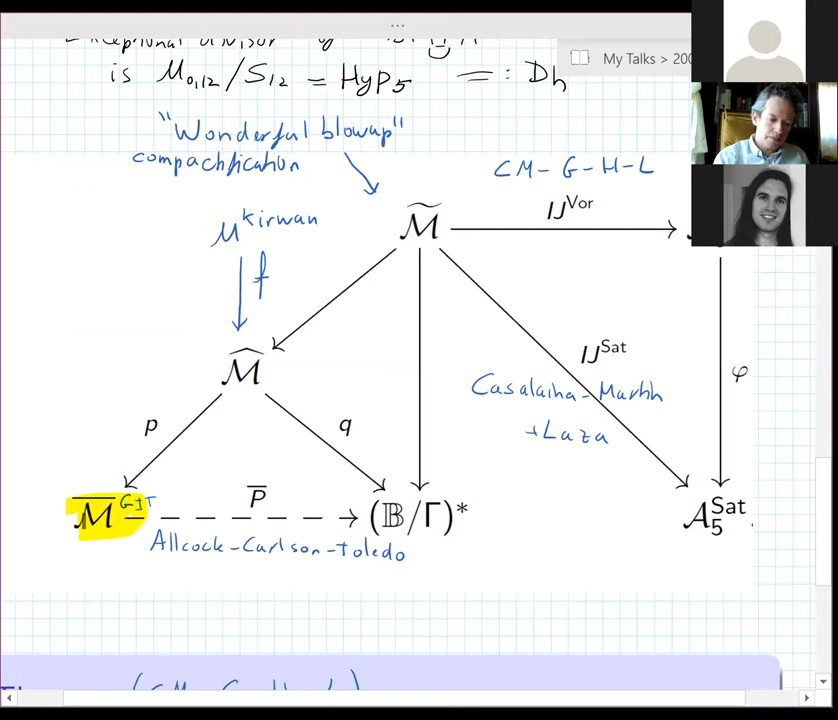 is M₀,₁₂/S₁₂ = Hyp₅ =: Dh
My Talks > 200
"Wonderful blowup"
compactification
CM-G-H-L
M^Kirwan
M̃
IJ^Vor
f
M̂
IJ^Sat
φ
Casalaina-Martin
+Laza
p
q
M̄^GIT
P̄
(𝔹/Γ)*
A₅^Sat
Allcock-Carlson-Toledo